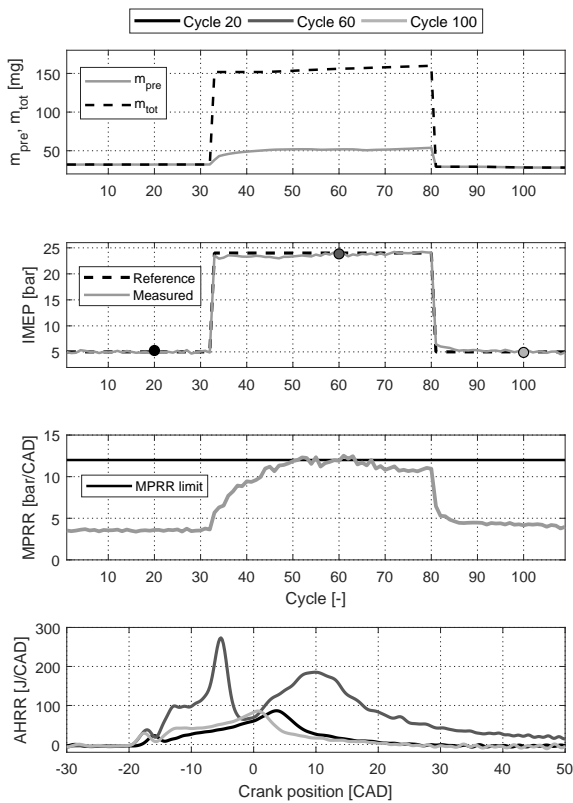 Cycle 20 Cycle 60 Cycle 100
m_pre, m_tot [mg]
150
100
50
m_pre
m_tot
10 20 30 40 50 60 70 80 90 100
IMEP [bar]
25
20
15
10
5
Reference
Measured
10 20 30 40 50 60 70 80 90 100
MPRR [bar/CAD]
15
10
5
0
MPRR limit
10 20 30 40 50 60 70 80 90 100
Cycle [-]
AHRR [J/CAD]
300
200
100
0
-30 -20 -10 0 10 20 30 40 50
Crank position [CAD]